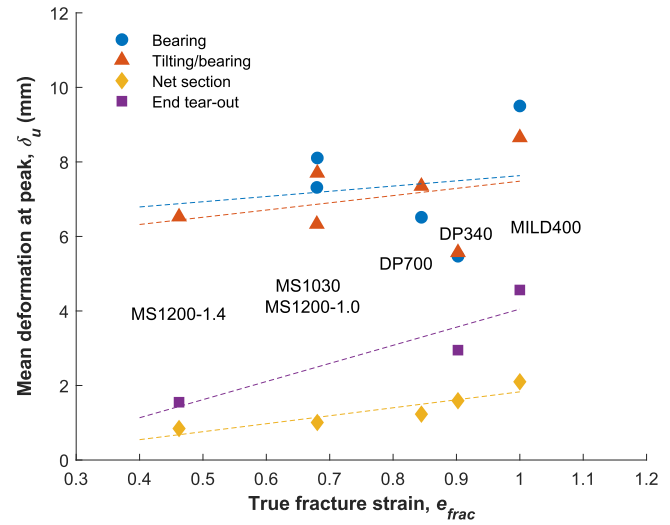 12
10
8
6
4
2
0
Mean deformation at peak, δu (mm)
Bearing
Tilting/bearing
Net section
End tear-out
MILD400
DP340
DP700
MS1030
MS1200-1.0
MS1200-1.4
0.3 0.4 0.5 0.6 0.7 0.8 0.9 1 1.1 1.2
True fracture strain, efrac